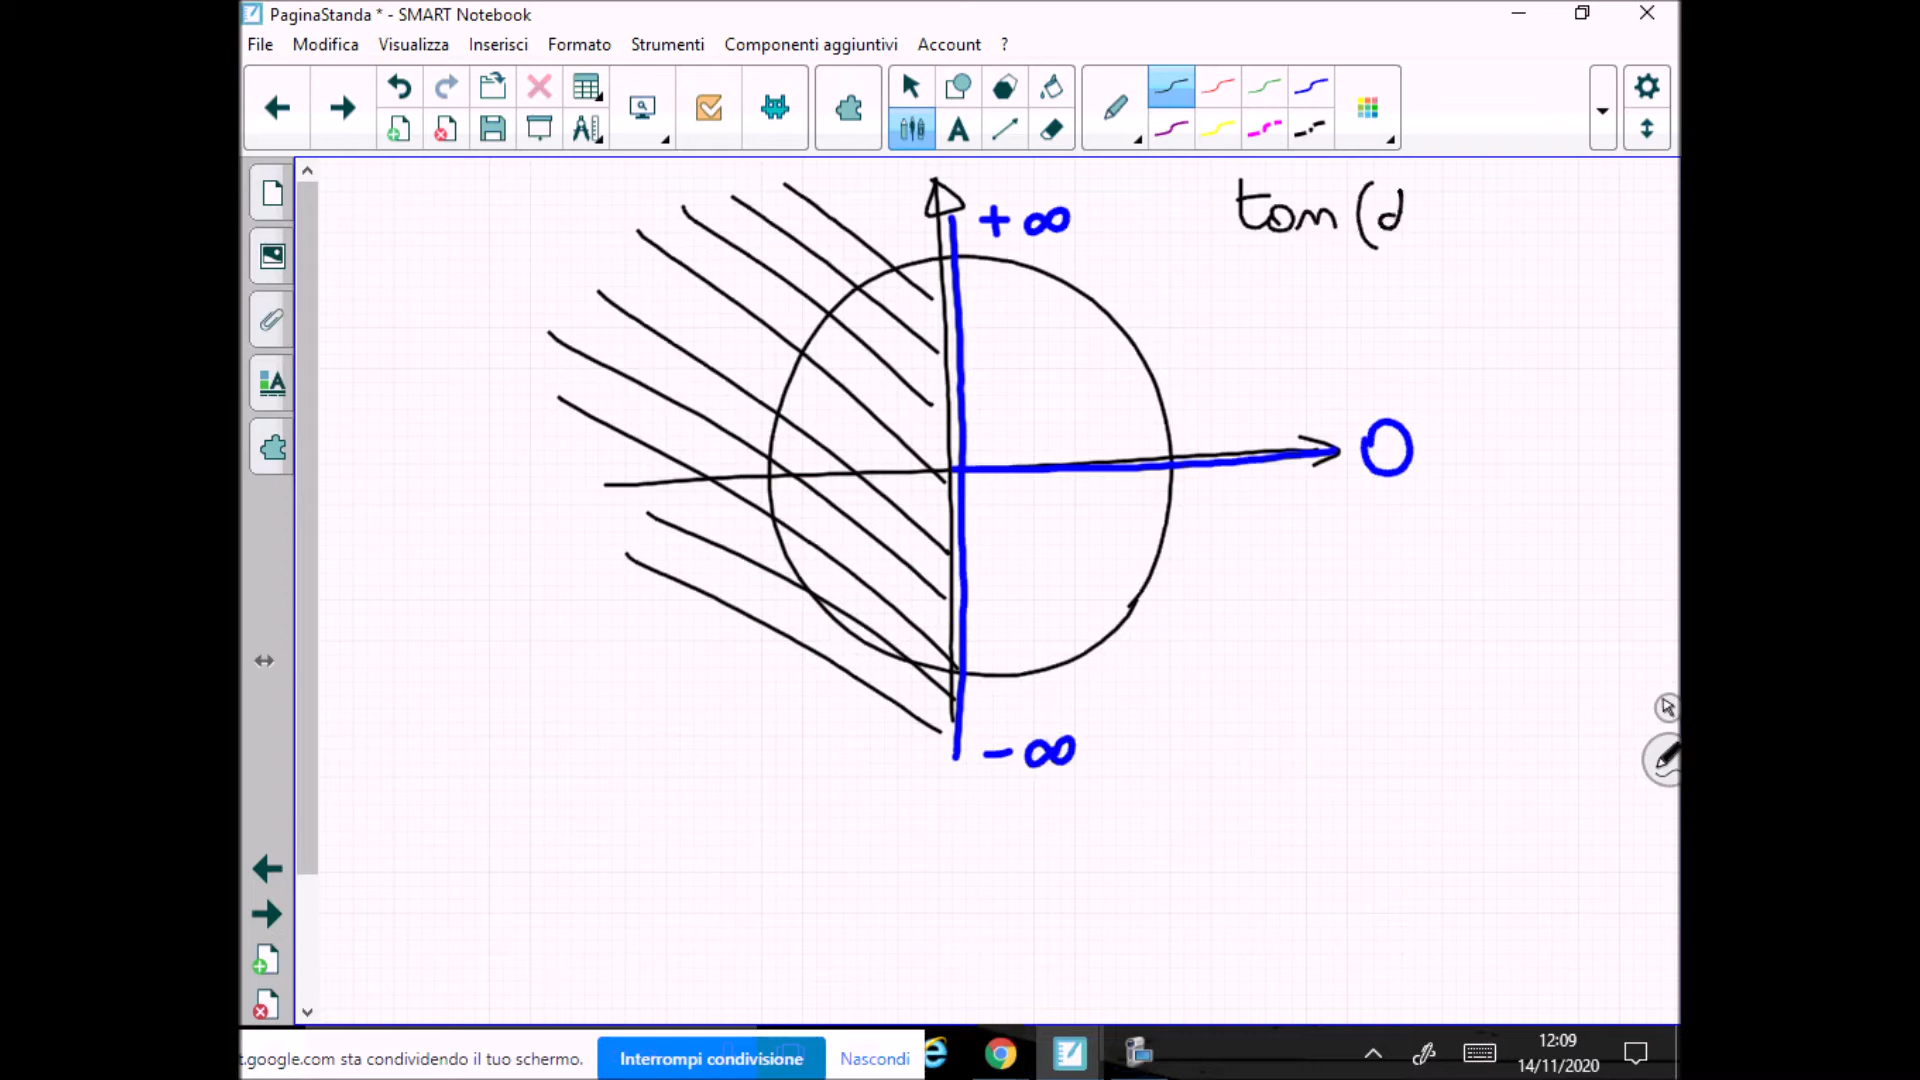 PaginaStanda * - SMART Notebook
File Modifica Visualizza Inserisci Formato Strumenti Componenti aggiuntivi Account ?
+ ∞ tan (α
0
- ∞
t.google.com sta condividendo il tuo schermo. Interrompi condivisione Nascondi
12:09
14/11/2020